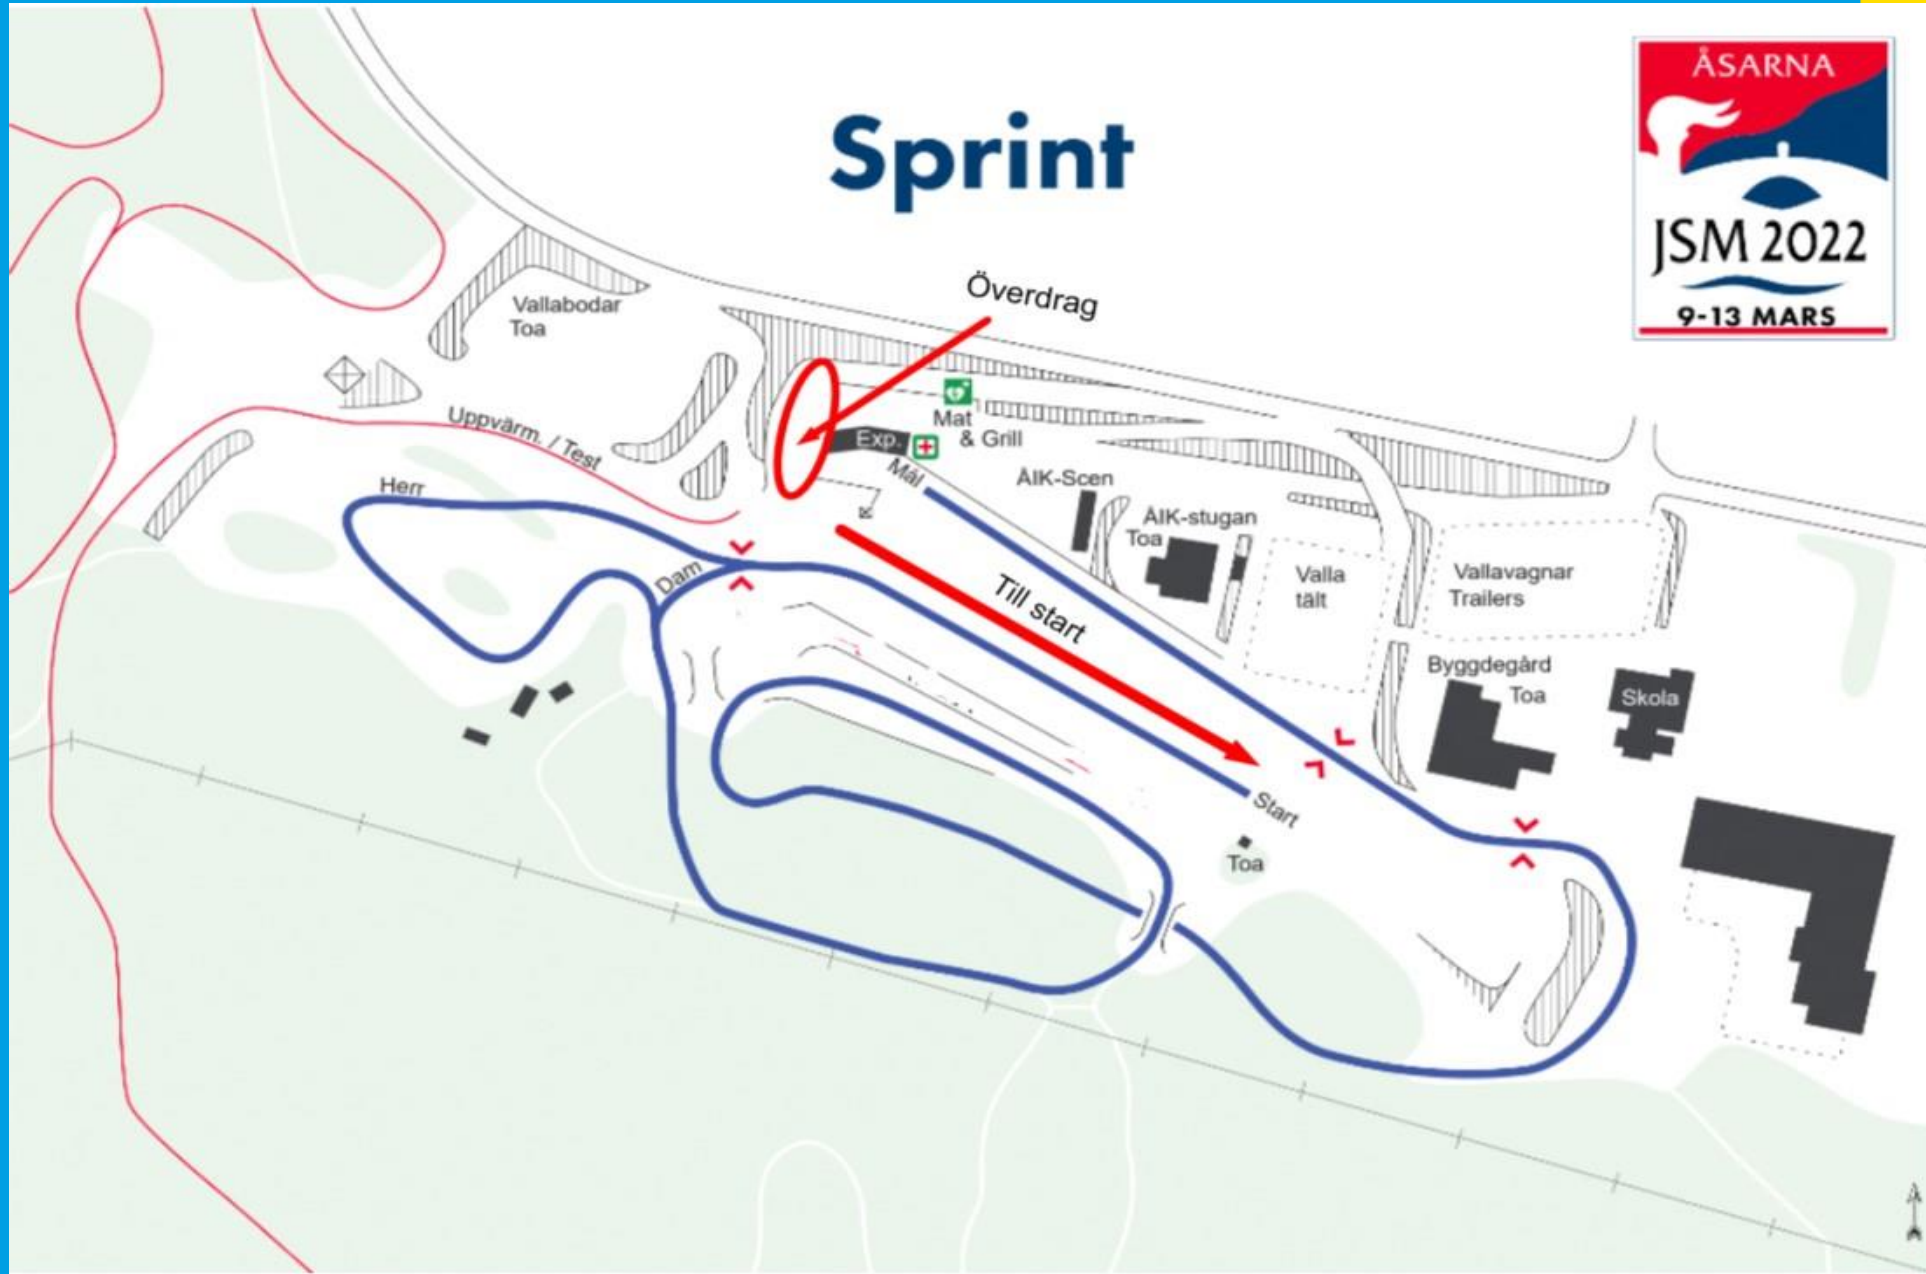 Sprint
ÅSARNA
JSM 2022
9-13 MARS
Överdrag
Vallabodar
Toa
Mat
& Grill
Exp.
Mål
Uppvärm. / Test
Herr
Dam
ÅIK-Scen
ÅIK-stugan
Toa
Valla
tält
Vallavagnar
Trailers
Till start
Byggdegård
Toa
Skola
Start
Toa